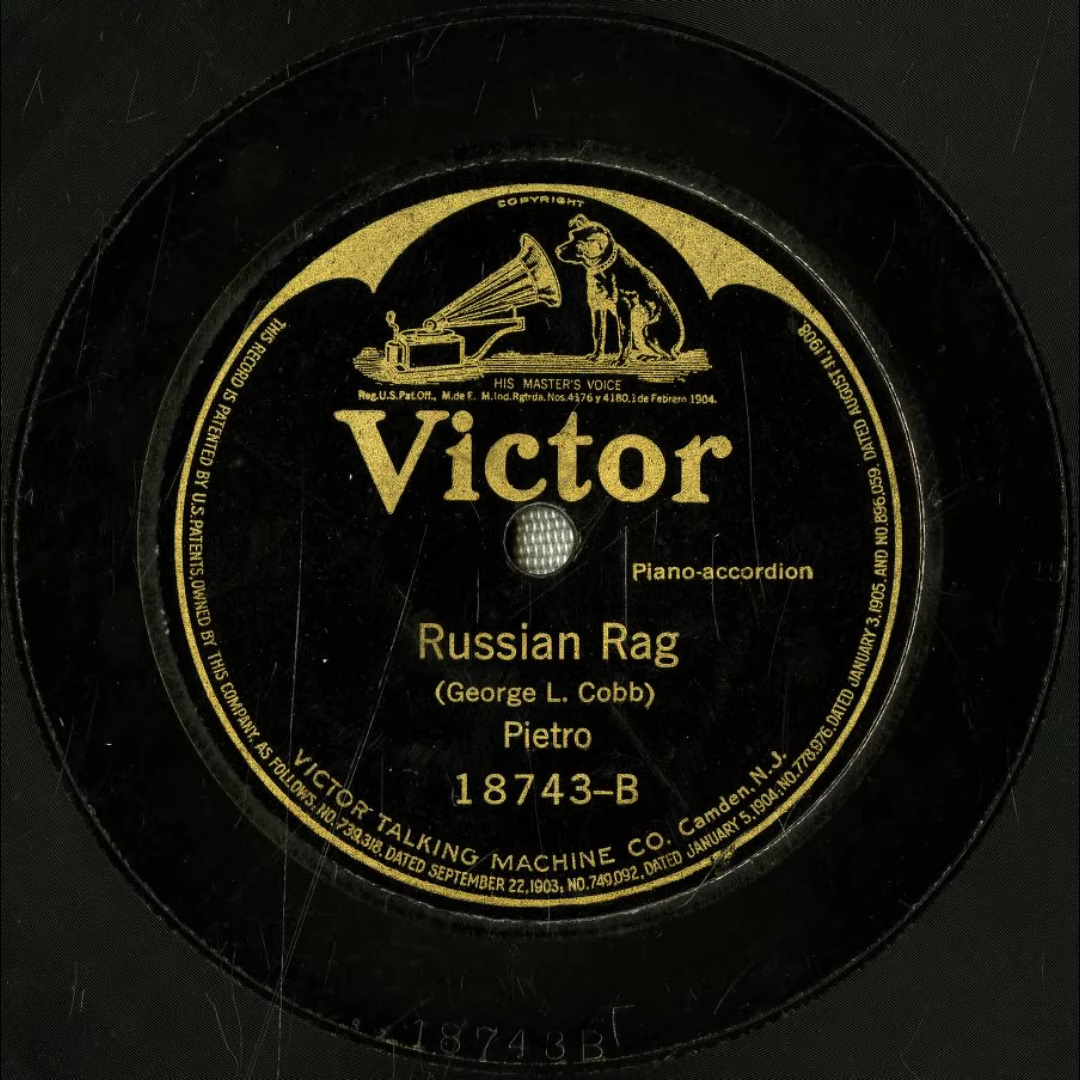 COPYRIGHT
HIS MASTER'S VOICE
Reg.U.S.Pat.Off., M.de F. M.Ind.Rgtrda.Nos.4176 y 4180,1 de Febrero 1904.
Victor
Piano-accordion
Russian Rag
(George L. Cobb)
Pietro
18743-B
VICTOR TALKING MACHINE CO. Camden, N.J.
THIS RECORD IS PATENTED BY U.S. PATENTS, OWNED BY THIS COMPANY, AS FOLLOWS: NO.739,318, DATED SEPTEMBER 22, 1903; NO.749,092, DATED JANUARY 5, 1904; NO.778,976, DATED JANUARY 3, 1905, AND NO.896,059, DATED AUGUST 11, 1908
18743B